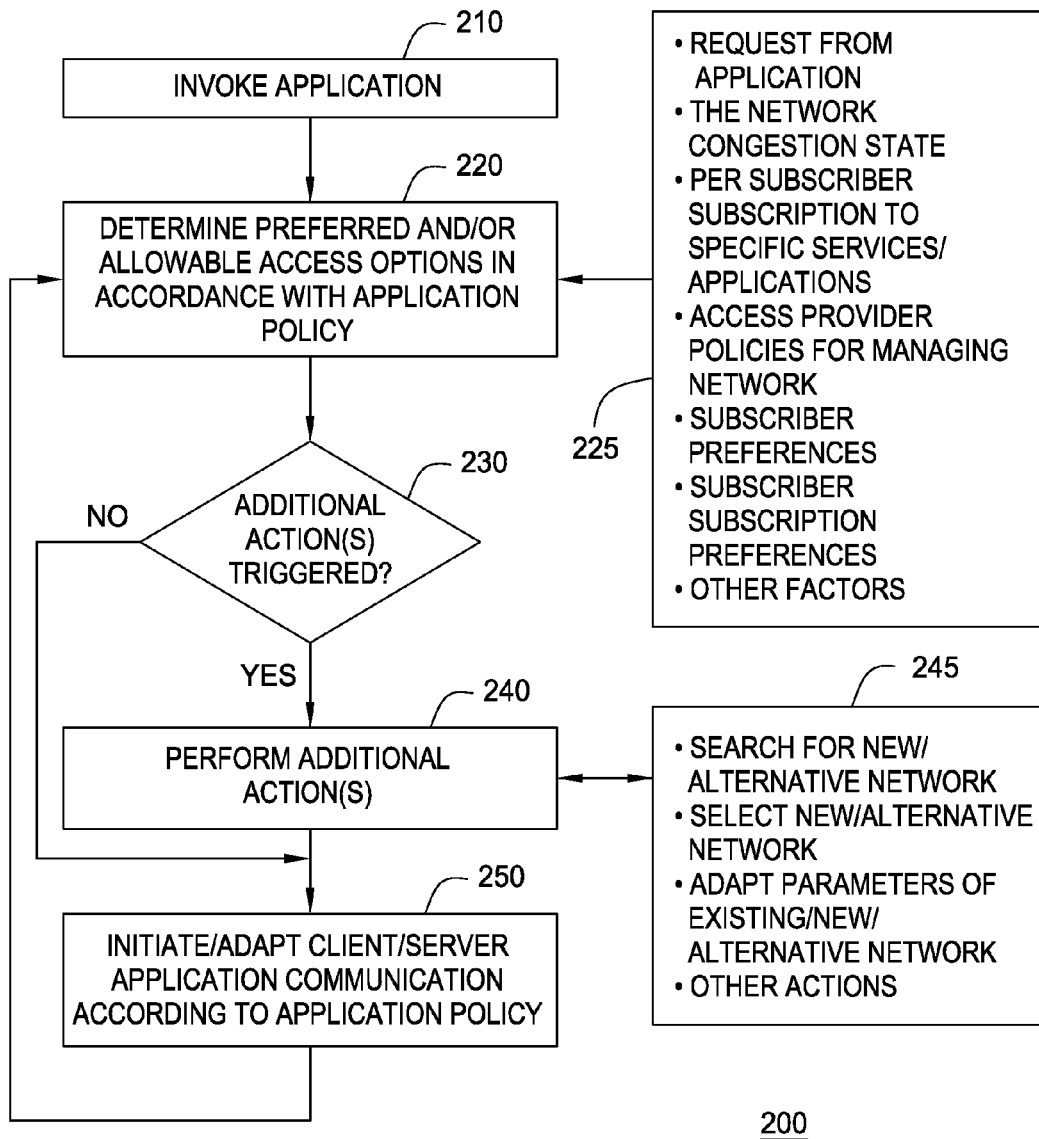 210
INVOKE APPLICATION
220
DETERMINE PREFERRED AND/OR
ALLOWABLE ACCESS OPTIONS IN
ACCORDANCE WITH APPLICATION
POLICY
• REQUEST FROM
APPLICATION
• THE NETWORK
CONGESTION STATE
• PER SUBSCRIBER
SUBSCRIPTION TO
SPECIFIC SERVICES/
APPLICATIONS
• ACCESS PROVIDER
POLICIES FOR MANAGING
NETWORK
• SUBSCRIBER
PREFERENCES
• SUBSCRIBER
SUBSCRIPTION
PREFERENCES
• OTHER FACTORS
225
230
ADDITIONAL
ACTION(S)
TRIGGERED?
NO
YES
240
PERFORM ADDITIONAL
ACTION(S)
245
• SEARCH FOR NEW/
ALTERNATIVE NETWORK
• SELECT NEW/ALTERNATIVE
NETWORK
• ADAPT PARAMETERS OF
EXISTING/NEW/
ALTERNATIVE NETWORK
• OTHER ACTIONS
250
INITIATE/ADAPT CLIENT/SERVER
APPLICATION COMMUNICATION
ACCORDING TO APPLICATION POLICY
200